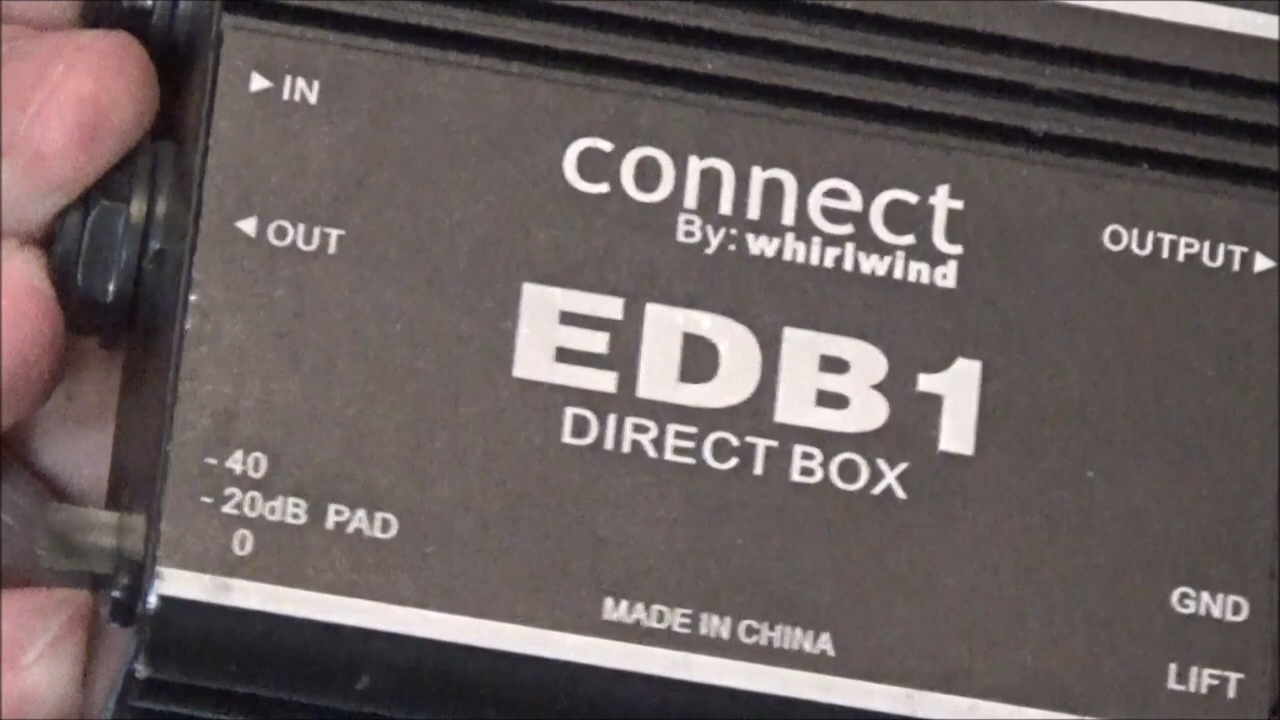 ▶ IN
connect
By: whirlwind
◀ OUT
OUTPUT ▶
EDB1
DIRECT BOX
-40
-20dB PAD
0
MADE IN CHINA
GND
LIFT